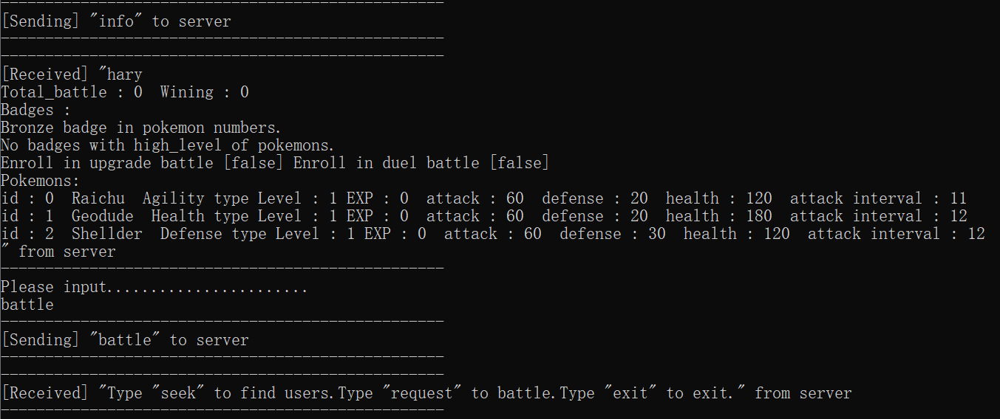 --------------------------------------------------
[Sending] "info" to server
--------------------------------------------------
--------------------------------------------------
[Received] "hary
Total_battle : 0  Wining : 0
Badges :
Bronze badge in pokemon numbers.
No badges with high_level of pokemons.
Enroll in upgrade battle [false] Enroll in duel battle [false]
Pokemons:
id : 0  Raichu  Agility type Level : 1 EXP : 0  attack : 60  defense : 20  health : 120  attack interval : 11
id : 1  Geodude  Health type Level : 1 EXP : 0  attack : 60  defense : 20  health : 180  attack interval : 12
id : 2  Shellder  Defense type Level : 1 EXP : 0  attack : 60  defense : 30  health : 120  attack interval : 12
" from server
--------------------------------------------------
Please input.......................
battle
--------------------------------------------------
[Sending] "battle" to server
--------------------------------------------------
--------------------------------------------------
[Received] "Type "seek" to find users.Type "request" to battle.Type "exit" to exit." from server
--------------------------------------------------